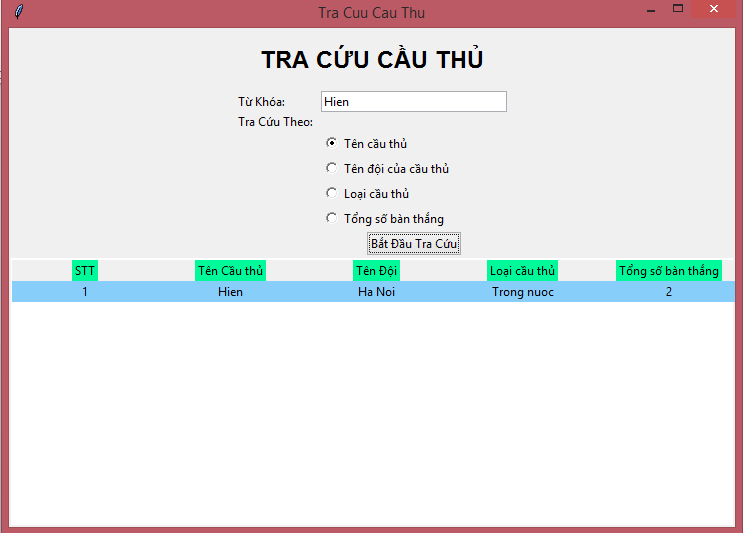 Tra Cuu Cau Thu
TRA CỨU CẦU THỦ
Từ Khóa: Hien
Tra Cứu Theo:
Tên cầu thủ
Tên đội của cầu thủ
Loại cầu thủ
Tổng số bàn thắng
Bắt Đầu Tra Cứu
STT Tên Cầu thủ Tên Đội Loại cầu thủ Tổng số bàn thắng
1 Hien Ha Noi Trong nuoc 2